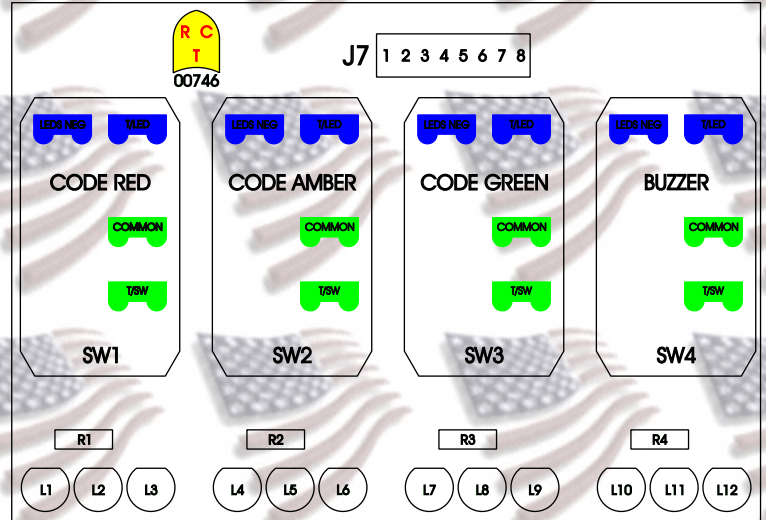 R C
T
00746
J7 1 2 3 4 5 6 7 8
LEDS NEG T/LED LEDS NEG T/LED LEDS NEG T/LED LEDS NEG T/LED
CODE RED CODE AMBER CODE GREEN BUZZER
COMMON COMMON COMMON COMMON
T/SW T/SW T/SW T/SW
SW1 SW2 SW3 SW4
R1 R2 R3 R4
L1 L2 L3 L4 L5 L6 L7 L8 L9 L10 L11 L12